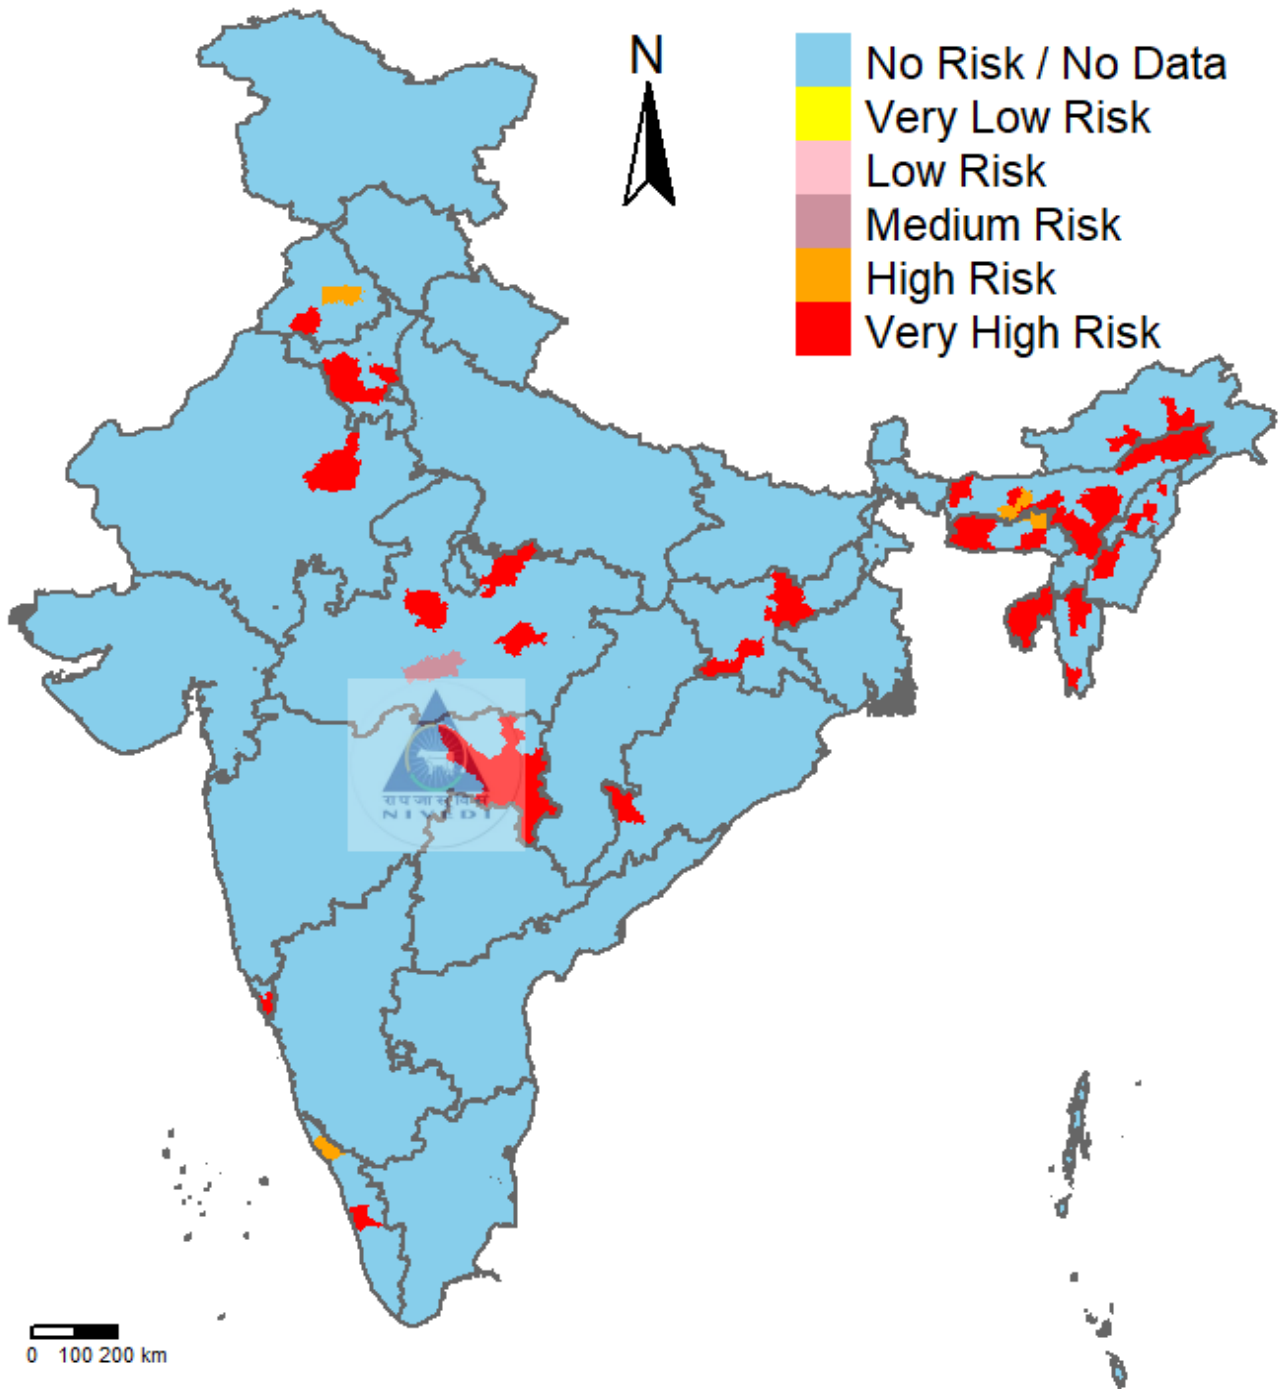 N
No Risk / No Data
Very Low Risk
Low Risk
Medium Risk
High Risk
Very High Risk
NIVEDI
0 100 200 km